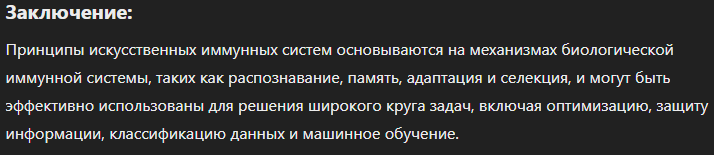 Заключение:
Принципы искусственных иммунных систем основываются на механизмах биологической
иммунной системы, таких как распознавание, память, адаптация и селекция, и могут быть
эффективно использованы для решения широкого круга задач, включая оптимизацию, защиту
информации, классификацию данных и машинное обучение.